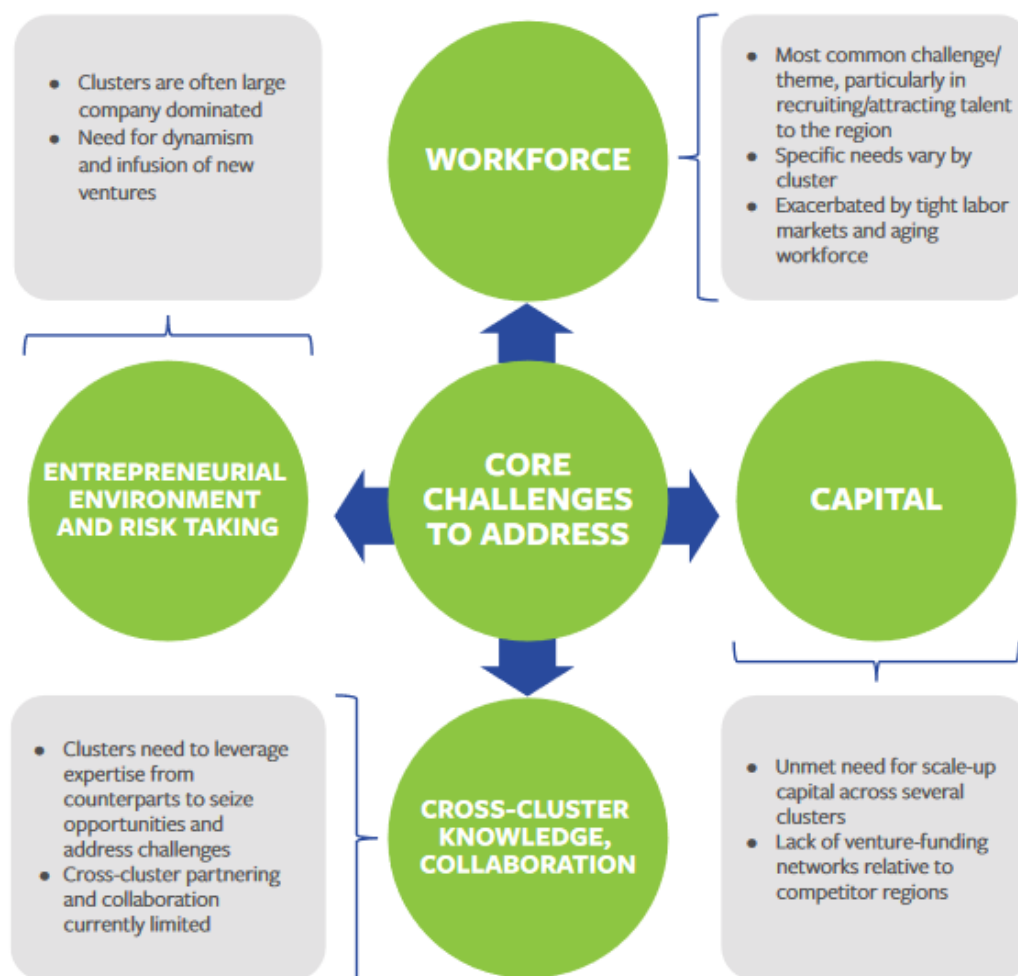 ● Clusters are often large
company dominated
● Need for dynamism
and infusion of new
ventures
WORKFORCE
● Most common challenge/
theme, particularly in
recruiting/attracting talent
to the region
● Specific needs vary by
cluster
● Exacerbated by tight labor
markets and aging
workforce
ENTREPRENEURIAL
ENVIRONMENT
AND RISK TAKING
CORE
CHALLENGES
TO ADDRESS
CAPITAL
● Clusters need to leverage
expertise from
counterparts to seize
opportunities and
address challenges
● Cross-cluster partnering
and collaboration
currently limited
CROSS-CLUSTER
KNOWLEDGE,
COLLABORATION
● Unmet need for scale-up
capital across several
clusters
● Lack of venture-funding
networks relative to
competitor regions